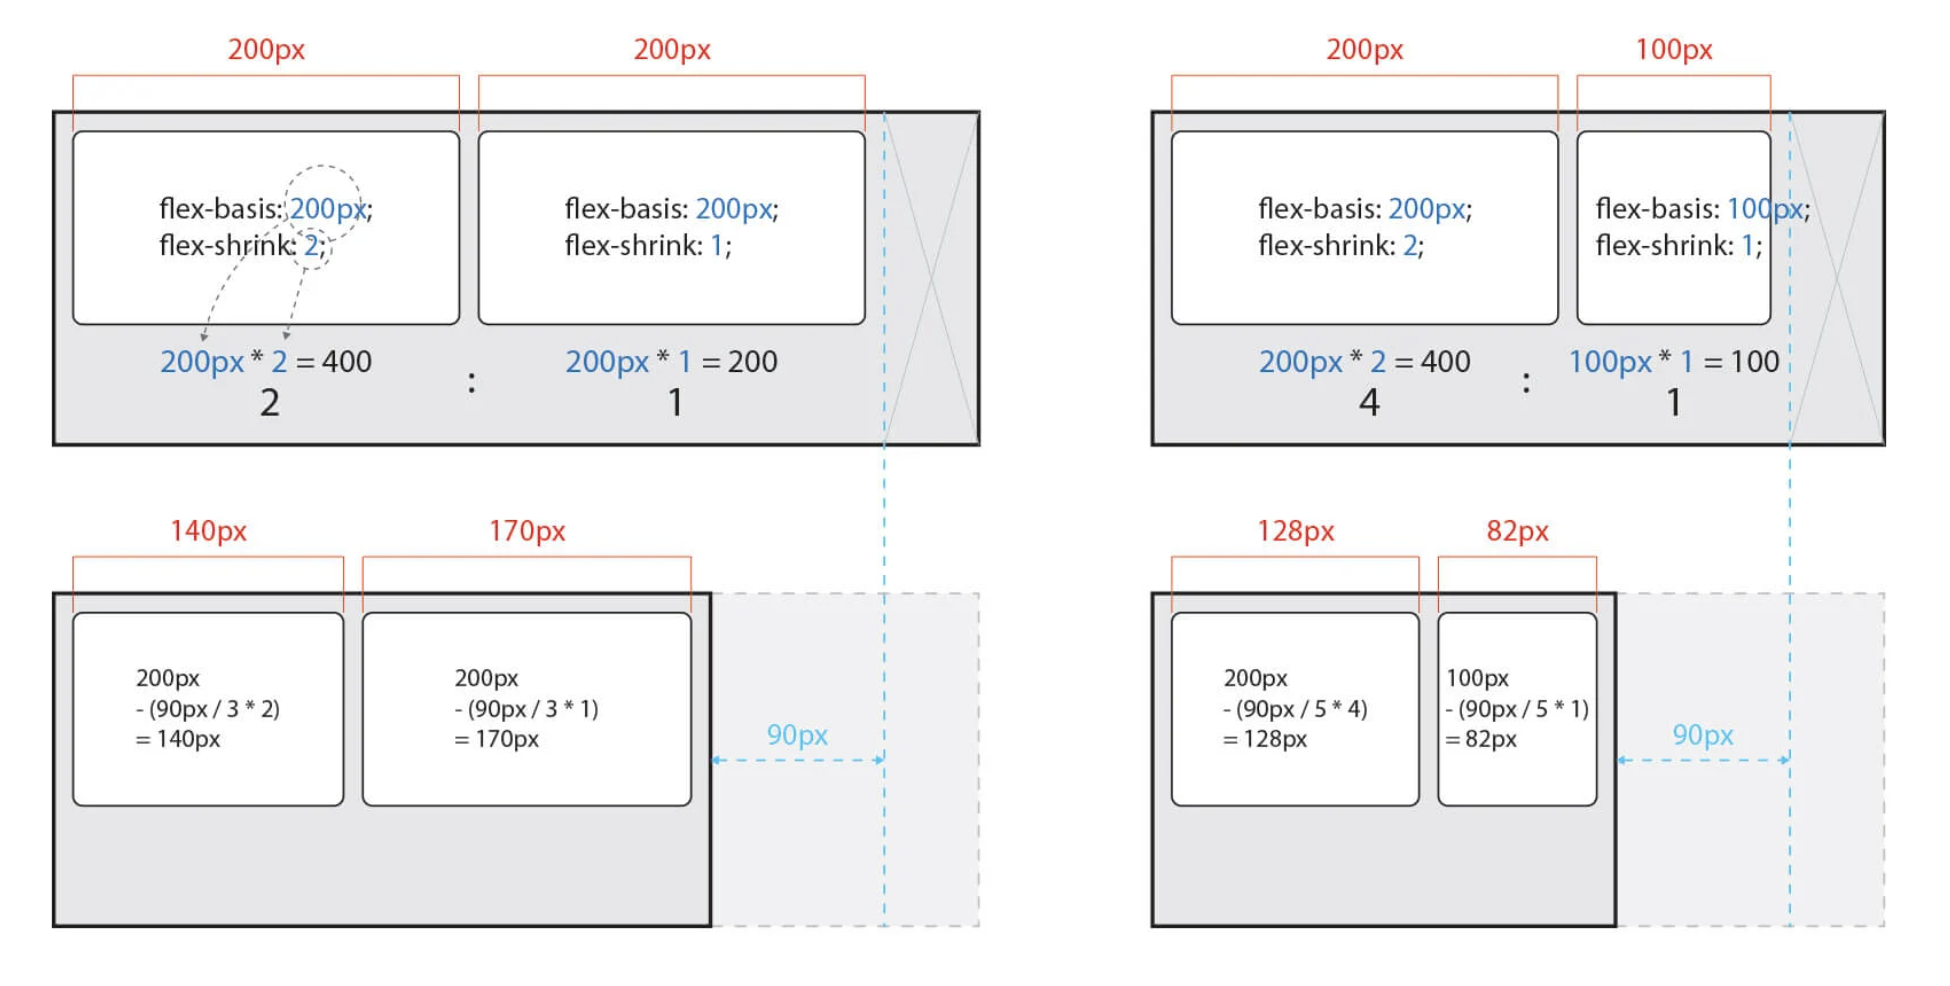 200px
200px
flex-basis: 200px;
flex-shrink: 2;
flex-basis: 200px;
flex-shrink: 1;
200px * 2 = 400
2
:
200px * 1 = 200
1
200px
100px
flex-basis: 200px;
flex-shrink: 2;
flex-basis: 100px;
flex-shrink: 1;
200px * 2 = 400
4
:
100px * 1 = 100
1
140px
170px
200px
- (90px / 3 * 2)
= 140px
200px
- (90px / 3 * 1)
= 170px
90px
128px
82px
200px
- (90px / 5 * 4)
= 128px
100px
- (90px / 5 * 1)
= 82px
90px